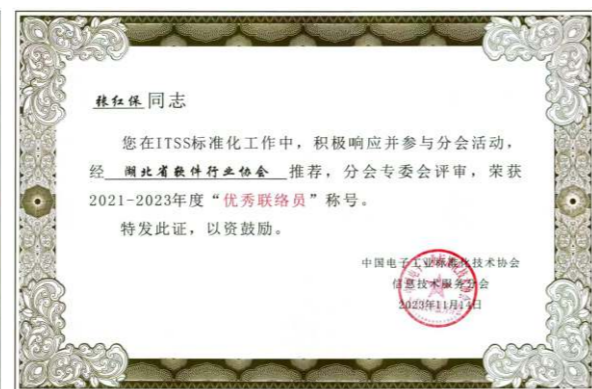 张红保同志
您在ITSS标准化工作中，积极响应并参与分会活动，
经 湖北省软件行业协会 推荐，分会专委会评审，荣获
2021-2023年度“优秀联络员”称号。
特发此证，以资鼓励。
中国电子工业标准化技术协会
信息技术服务分会
2023年11月14日